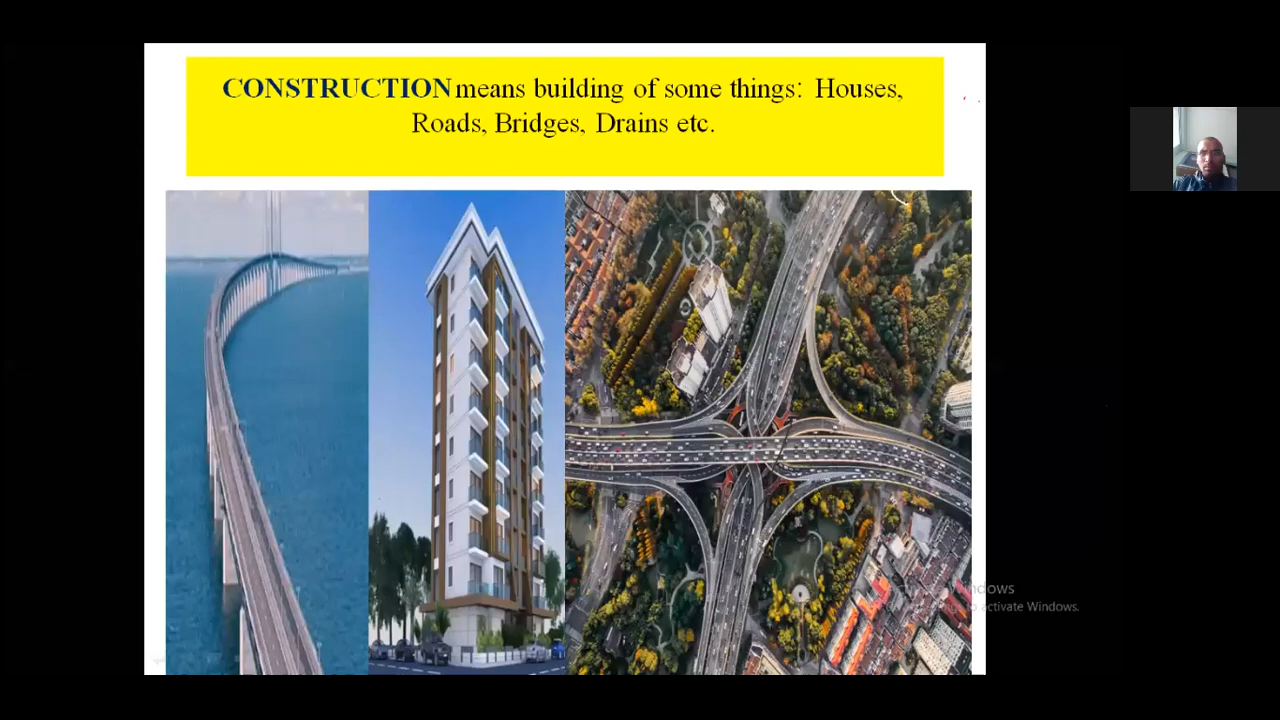 CONSTRUCTION means building of some things: Houses,
Roads, Bridges, Drains etc.
activate Windows.